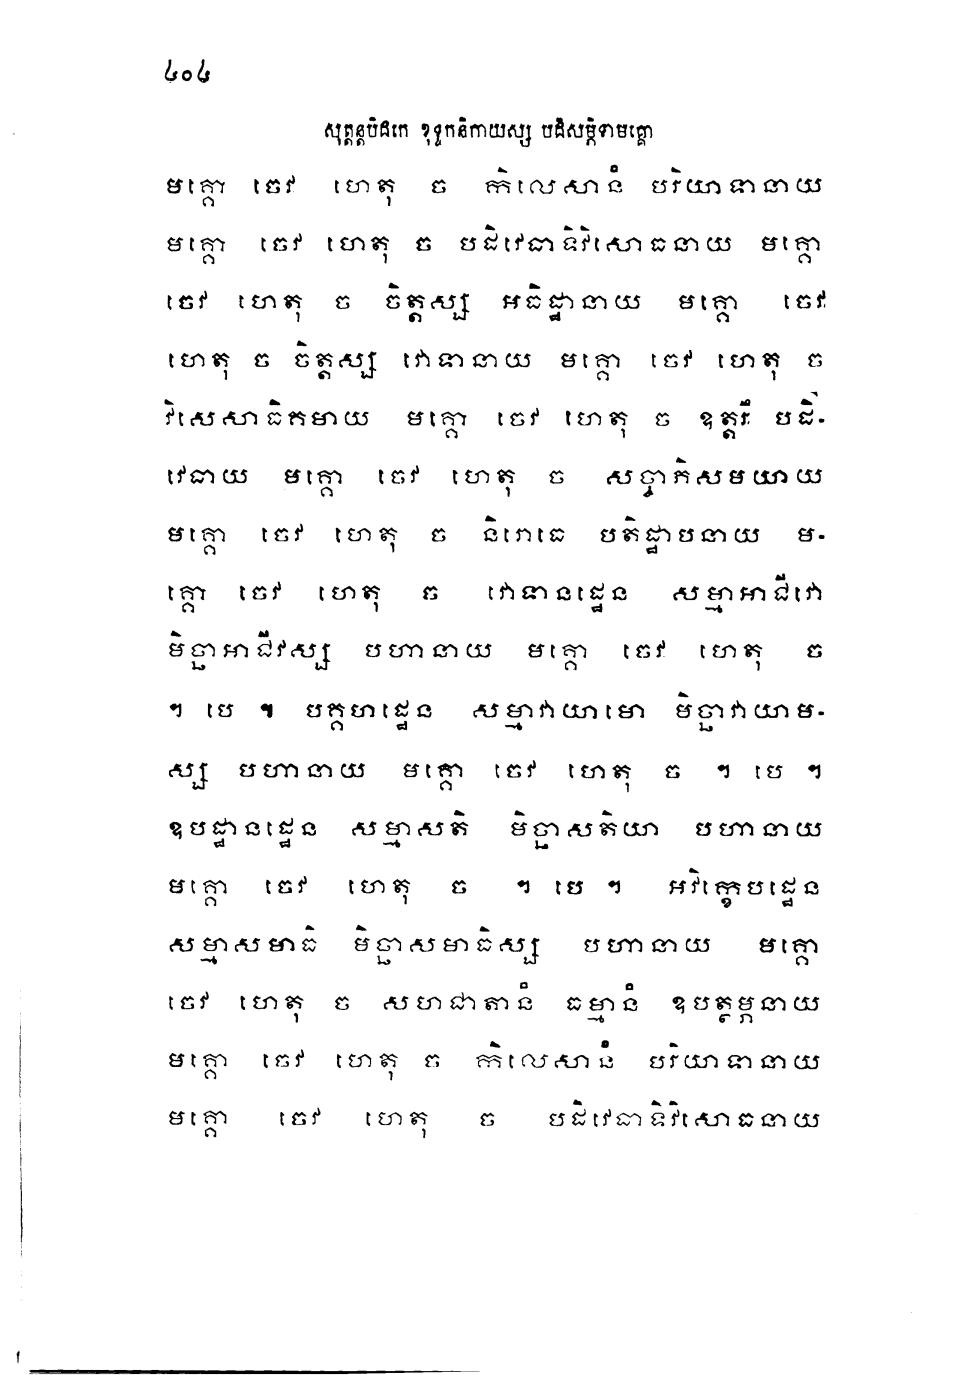 ៤០៤
សុត្តន្តបិដកេ ខុទ្ទកនិកាយស្ស បដិសម្ភិទាមគ្គោ
មគ្គោ ចេវ ហេតុ ច កិលេសានំ បរិយាទានាយ
មគ្គោ ចេវ ហេតុ ច បដិវេធាទិវិសោធនាយ មគ្គោ
ចេវ ហេតុ ច ចិត្តស្ស អធិដ្ឋានាយ មគ្គោ ចេវ
ហេតុ ច ចិត្តស្ស វោទានាយ មគ្គោ ចេវ ហេតុ ច
វិសេសាធិគមាយ មគ្គោ ចេវ ហេតុ ច ឧត្តរឹ បដិ-
វេធាយ មគ្គោ ចេវ ហេតុ ច សច្ចាភិសមយាយ
មគ្គោ ចេវ ហេតុ ច និរោធេ បតិដ្ឋាបនាយ ម-
គ្គោ ចេវ ហេតុ ច វោទានដ្ឋេន សម្មាអាជីវោ
មិច្ឆាអាជីវស្ស បហានាយ មគ្គោ ចេវ ហេតុ ច
។ បេ ។ បគ្គហដ្ឋេន សម្មាវាយាមោ មិច្ឆាវាយាម-
ស្ស បហានាយ មគ្គោ ចេវ ហេតុ ច ។ បេ ។
ឧបដ្ឋានដ្ឋេន សម្មាសតិ មិច្ឆាសតិយា បហានាយ
មគ្គោ ចេវ ហេតុ ច ។ បេ ។ អវិក្ខេបដ្ឋេន
សម្មាសមាធិ មិច្ឆាសមាធិស្ស បហានាយ មគ្គោ
ចេវ ហេតុ ច សហជាតានំ ធម្មានំ ឧបត្ថម្ភនាយ
មគ្គោ ចេវ ហេតុ ច កិលេសានំ បរិយាទានាយ
មគ្គោ ចេវ ហេតុ ច បដិវេធាទិវិសោធនាយ